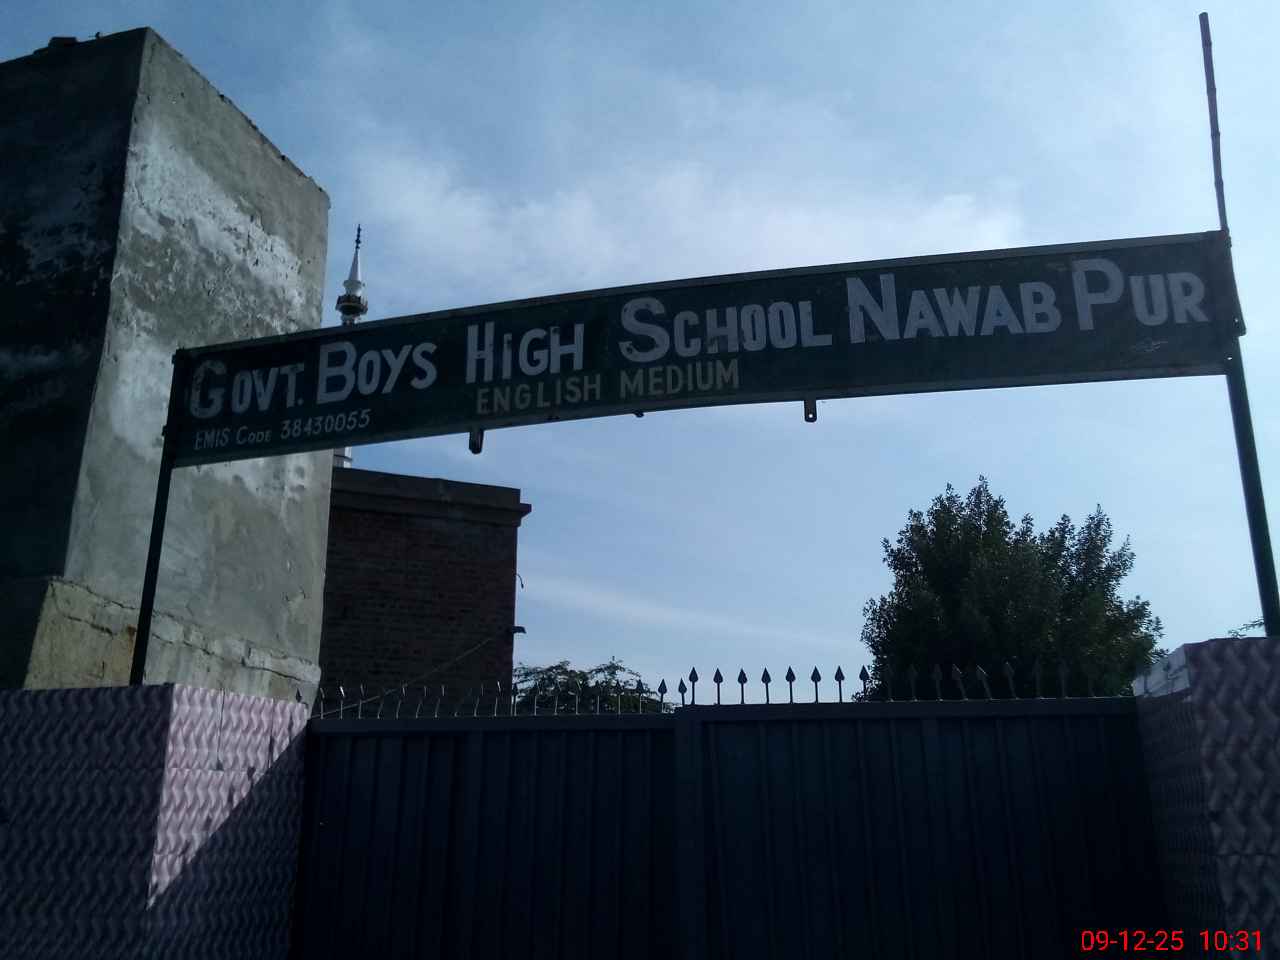 GOVT. BOYS HIGH SCHOOL NAWAB PUR
ENGLISH MEDIUM
EMIS CODE 38430055
09-12-25 10:31